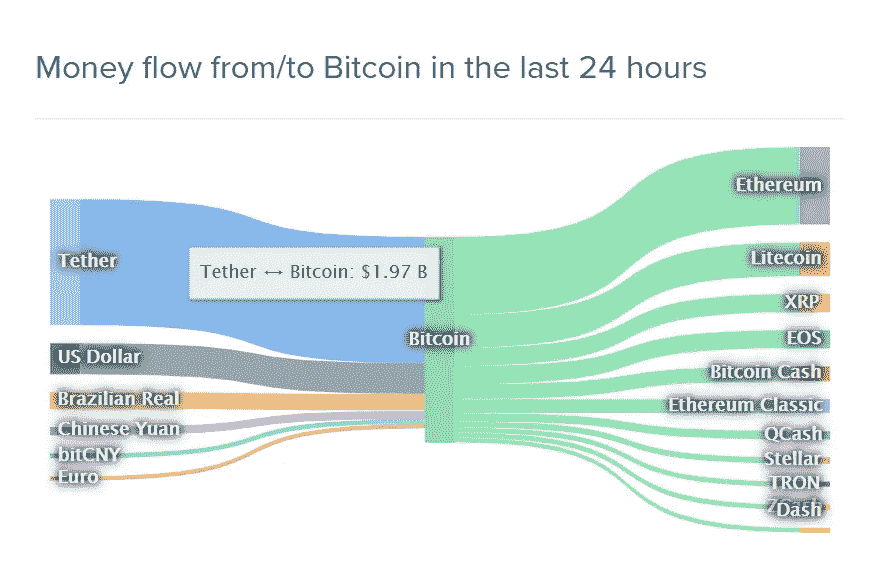 Money flow from/to Bitcoin in the last 24 hours
Tether
US Dollar
Brazilian Real
Chinese Yuan
bitCNY
Euro
Tether ↔ Bitcoin: $1.97 B
Bitcoin
Ethereum
Litecoin
XRP
EOS
Bitcoin Cash
Ethereum Classic
QCash
Stellar
TRON
Dash